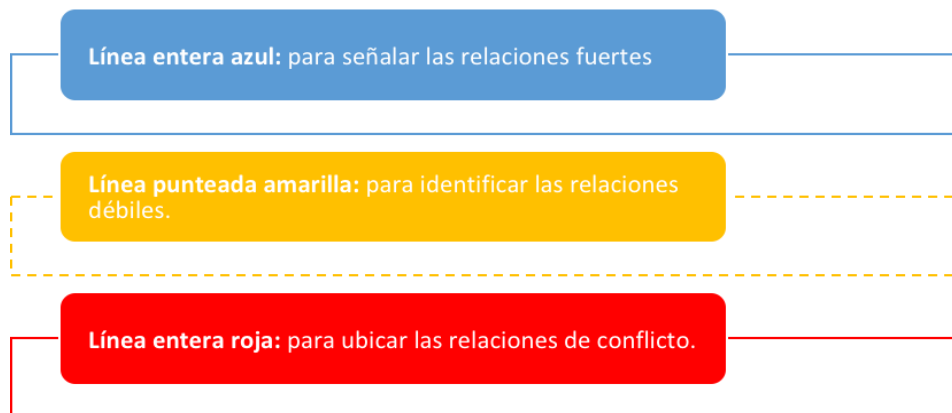 Línea entera azul: para señalar las relaciones fuertes
Línea punteada amarilla: para identificar las relaciones
débiles.
Línea entera roja: para ubicar las relaciones de conflicto.